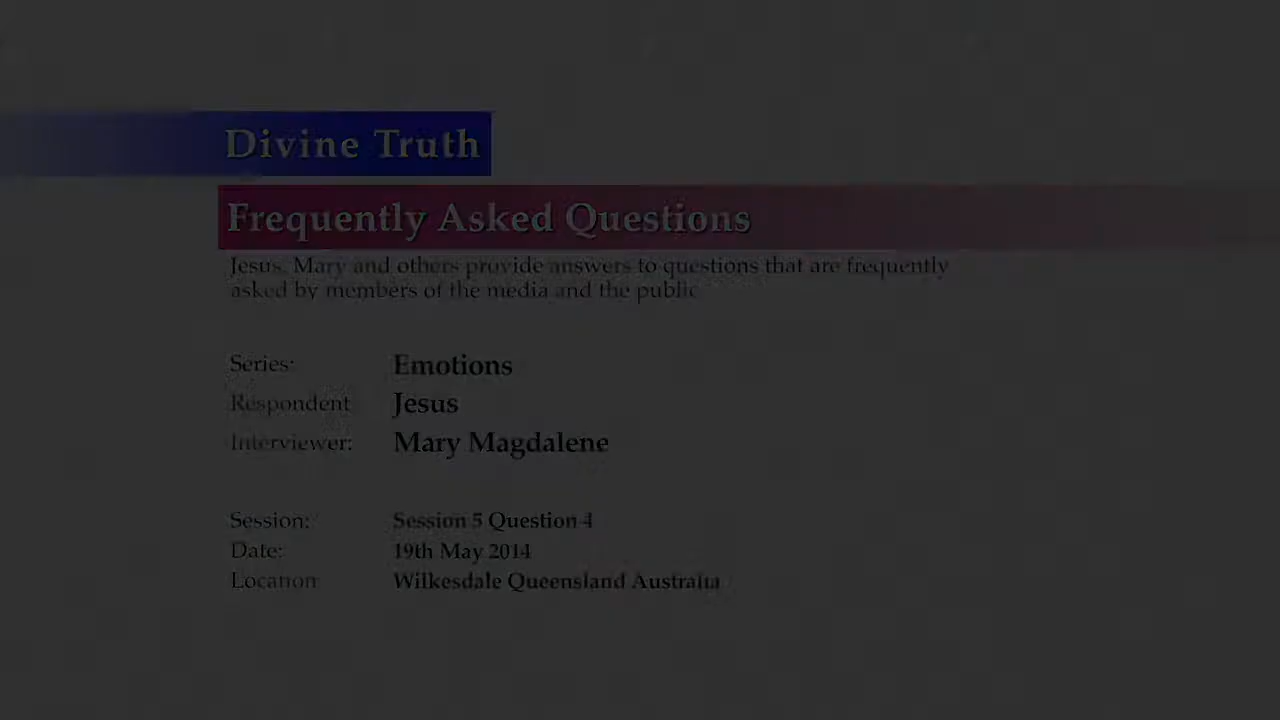 Divine Truth
Frequently Asked Questions
Jesus, Mary and others provide answers to questions that are frequently
asked by members of the media and the public
Series: Emotions
Respondent Jesus
Interviewer: Mary Magdalene
Session: Session 5 Question 4
Date: 19th May 2014
Location Wilkesdale Queensland Australia